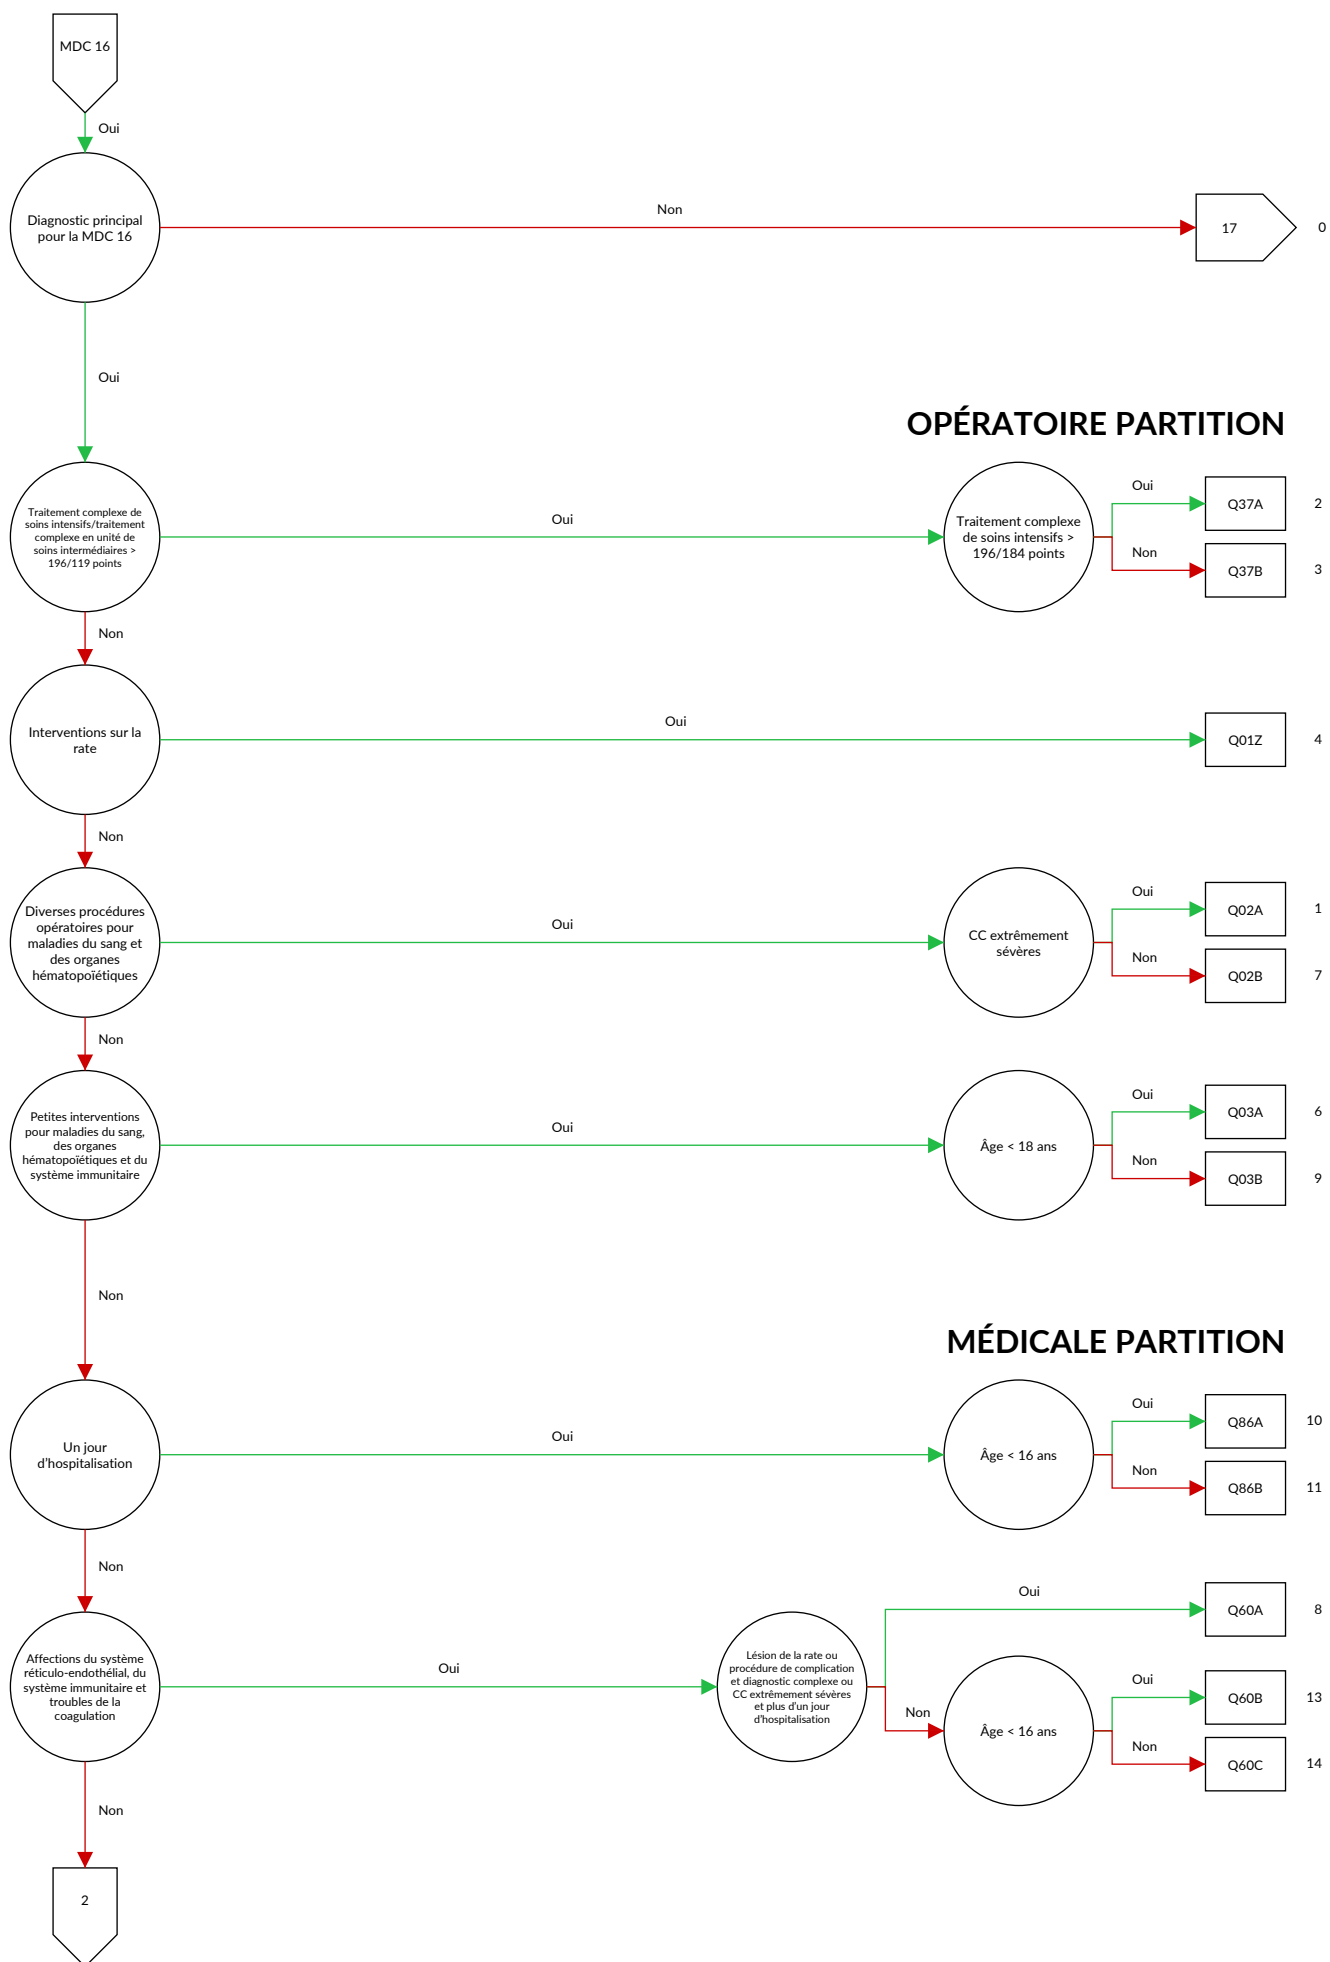 MDC 16
Oui
Diagnostic principal
pour la MDC 16
Non
17
0
Oui
OPÉRATOIRE PARTITION
Traitement complexe de
soins intensifs/traitement
complexe en unité de
soins intermédiaires >
196/119 points
Oui
Traitement complexe
de soins intensifs >
196/184 points
Oui
Q37A
2
Non
Q37B
3
Non
Interventions sur la
rate
Oui
Q01Z
4
Non
Diverses procédures
opératoires pour
maladies du sang et
des organes
hématopoïétiques
Oui
CC extrêmement
sévères
Oui
Q02A
1
Non
Q02B
7
Non
Petites interventions
pour maladies du sang,
des organes
hématopoïétiques et du
système immunitaire
Oui
Âge < 18 ans
Oui
Q03A
6
Non
Q03B
9
Non
MÉDICALE PARTITION
Un jour
d'hospitalisation
Oui
Âge < 16 ans
Oui
Q86A
10
Non
Q86B
11
Non
Affections du système
réticulo-endothélial, du
système immunitaire et
troubles de la
coagulation
Oui
Lésion de la rate ou
procédure de complication
et diagnostic complexe ou
CC extrêmement sévères
et plus d'un jour
d'hospitalisation
Oui
Q60A
8
Non
Âge < 16 ans
Oui
Q60B
13
Non
Q60C
14
Non
2